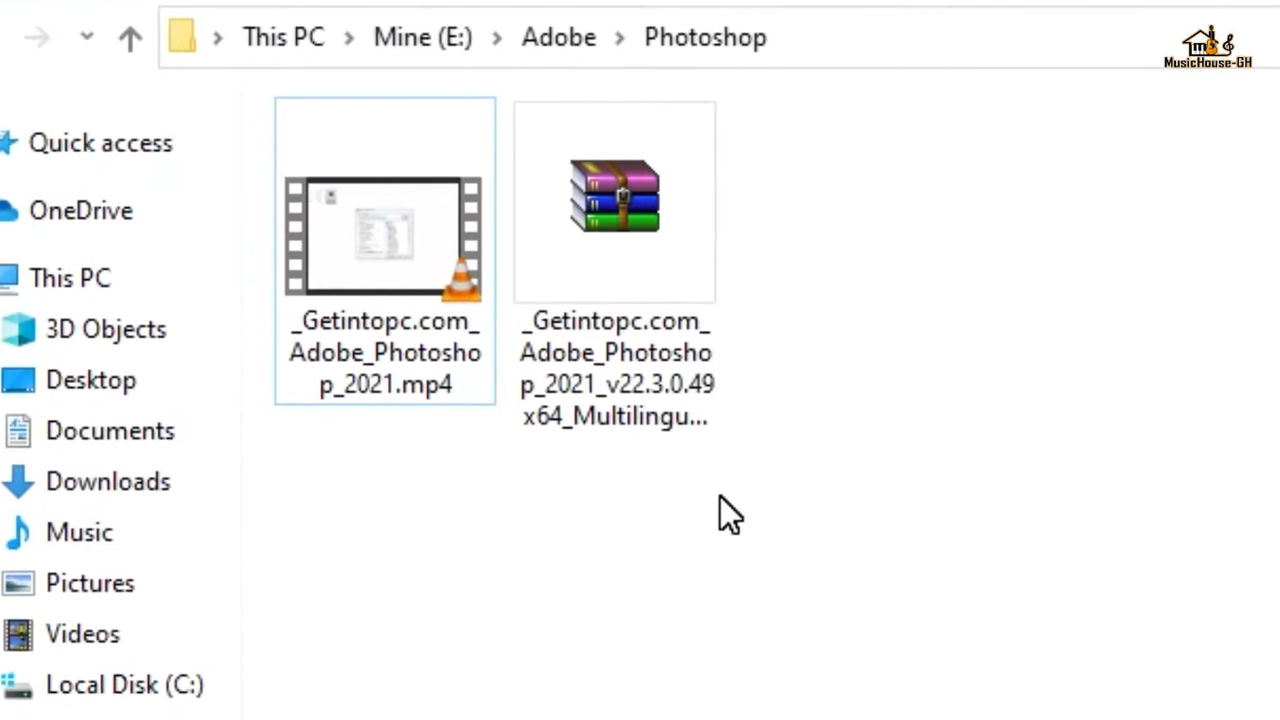 This PC > Mine (E:) > Adobe > Photoshop
MusicHouse-GH
Quick access
OneDrive
This PC
3D Objects
Desktop
Documents
Downloads
Music
Pictures
Videos
Local Disk (C:)
_Getintopc.com_
Adobe_Photosho
p_2021.mp4
_Getintopc.com_
Adobe_Photosho
p_2021_v22.3.0.49
x64_Multilingu...